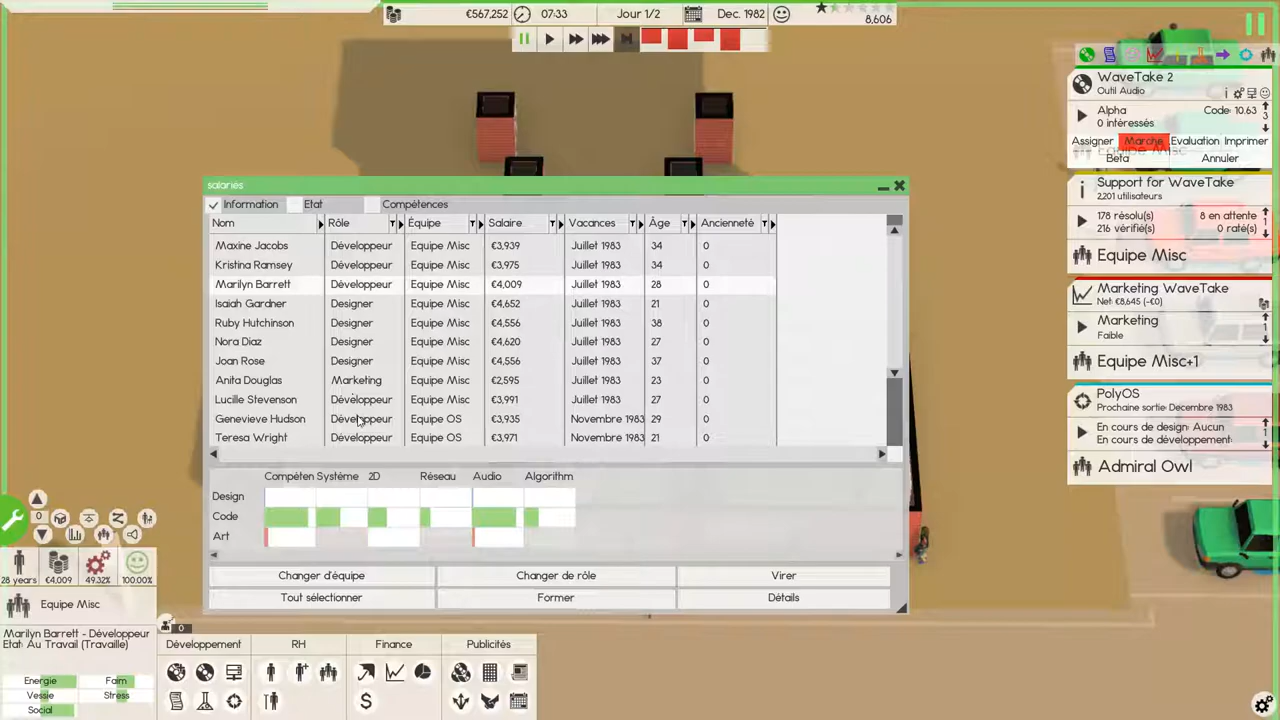 €567,252 07:33 Jour 1/2 Dec. 1982 8,606
WaveTake 2
Outil Audio
Alpha Code: 10.63
0 intéressés 3
Assigner Marche Evaluation Imprimer
Beta Annuler
Support for WaveTake
2,201 utilisateurs
178 résolu(s) 8 en attente
216 vérifié(s) 0 raté(s)
1
Equipe Misc
Marketing WaveTake
Net: €8,645 (-€0)
Marketing
Faible 1
Equipe Misc+1
PolyOS
Prochaine sortie: Decembre 1983
En cours de design: Aucun
En cours de développement:
1
Admiral Owl
salariés
Information Etat Compétences
Nom Rôle Équipe Salaire Vacances Âge Ancienneté
Maxine Jacobs Développeur Equipe Misc €3,939 Juillet 1983 34 0
Kristina Ramsey Développeur Equipe Misc €3,975 Juillet 1983 34 0
Marilyn Barrett Développeur Equipe Misc €4,009 Juillet 1983 28 0
Isaiah Gardner Designer Equipe Misc €4,652 Juillet 1983 21 0
Ruby Hutchinson Designer Equipe Misc €4,556 Juillet 1983 38 0
Nora Diaz Designer Equipe Misc €4,620 Juillet 1983 32 0
Joan Rose Designer Equipe Misc €4,556 Juillet 1983 37 0
Anita Douglas Marketing Equipe Misc €2,595 Juillet 1983 23 0
Lucille Stevenson Développeur Equipe Misc €3,991 Juillet 1983 27 0
Genevieve Hudson Développeur Equipe OS €3,935 Novembre 1983 29 0
Teresa Wright Développeur Equipe OS €3,971 Novembre 1983 21 0
Compéten Système 2D Réseau Audio Algorithm
Design
Code
Art
Changer d'équipe Changer de rôle Virer
Tout sélectionner Former Détails
0
28 years €4,009 49.32% 100.00%
Equipe Misc
Marilyn Barrett - Développeur
Etat: Au Travail (Travaille)
Energie Faim
Vessie Stress
Social
0
Développement RH Finance Publicités